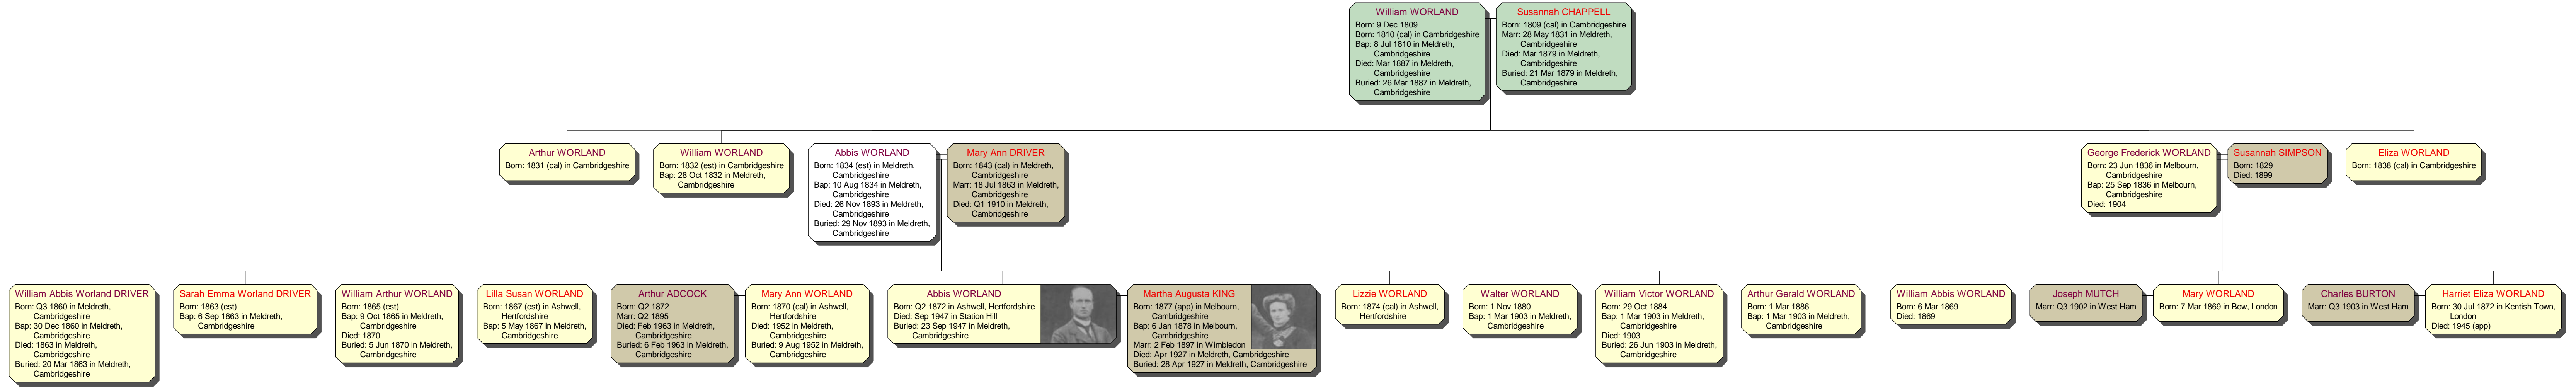 William WORLAND
Born: 9 Dec 1809
Born: 1810 (cal) in Cambridgeshire
Bap: 8 Jul 1810 in Meldreth,
Cambridgeshire
Died: Mar 1887 in Meldreth,
Cambridgeshire
Buried: 26 Mar 1887 in Meldreth,
Cambridgeshire
Susannah CHAPPELL
Born: 1809 (cal) in Cambridgeshire
Marr: 28 May 1831 in Meldreth,
Cambridgeshire
Died: Mar 1879 in Meldreth,
Cambridgeshire
Buried: 21 Mar 1879 in Meldreth,
Cambridgeshire
Arthur WORLAND
Born: 1831 (cal) in Cambridgeshire
William WORLAND
Born: 1832 (est) in Cambridgeshire
Bap: 28 Oct 1832 in Meldreth,
Cambridgeshire
Abbis WORLAND
Born: 1834 (est) in Meldreth,
Cambridgeshire
Bap: 10 Aug 1834 in Meldreth,
Cambridgeshire
Died: 26 Nov 1893 in Meldreth,
Cambridgeshire
Buried: 29 Nov 1893 in Meldreth,
Cambridgeshire
Mary Ann DRIVER
Born: 1843 (cal) in Meldreth,
Cambridgeshire
Marr: 18 Jul 1863 in Meldreth,
Cambridgeshire
Died: Q1 1910 in Meldreth,
Cambridgeshire
George Frederick WORLAND
Born: 23 Jun 1836 in Melbourn,
Cambridgeshire
Bap: 25 Sep 1836 in Melbourn,
Cambridgeshire
Died: 1904
Susannah SIMPSON
Born: 1829
Died: 1899
Eliza WORLAND
Born: 1838 (cal) in Cambridgeshire
William Abbis Worland DRIVER
Born: Q3 1860 in Meldreth,
Cambridgeshire
Bap: 30 Dec 1860 in Meldreth,
Cambridgeshire
Died: 1863 in Meldreth,
Cambridgeshire
Buried: 20 Mar 1863 in Meldreth,
Cambridgeshire
Sarah Emma Worland DRIVER
Born: 1863 (est)
Bap: 6 Sep 1863 in Meldreth,
Cambridgeshire
William Arthur WORLAND
Born: 1865 (est)
Bap: 9 Oct 1865 in Meldreth,
Cambridgeshire
Died: 1870
Buried: 5 Jun 1870 in Meldreth,
Cambridgeshire
Lilla Susan WORLAND
Born: 1867 (est) in Ashwell,
Hertfordshire
Bap: 5 May 1867 in Meldreth,
Cambridgeshire
Arthur ADCOCK
Born: Q2 1872
Marr: Q2 1895
Died: Feb 1963 in Meldreth,
Cambridgeshire
Buried: 6 Feb 1963 in Meldreth,
Cambridgeshire
Mary Ann WORLAND
Born: 1870 (cal) in Ashwell,
Hertfordshire
Died: 1952 in Meldreth,
Cambridgeshire
Buried: 9 Aug 1952 in Meldreth,
Cambridgeshire
Abbis WORLAND
Born: Q2 1872 in Ashwell, Hertfordshire
Died: Sep 1947 in Station Hill
Buried: 23 Sep 1947 in Meldreth,
Cambridgeshire
Martha Augusta KING
Born: 1877 (app) in Melbourn,
Cambridgeshire
Bap: 6 Jan 1878 in Melbourn,
Cambridgeshire
Marr: 2 Feb 1897 in Wimbledon
Died: Apr 1927 in Meldreth, Cambridgeshire
Buried: 28 Apr 1927 in Meldreth, Cambridgeshire
Lizzie WORLAND
Born: 1874 (cal) in Ashwell,
Hertfordshire
Walter WORLAND
Born: 1 Nov 1880
Bap: 1 Mar 1903 in Meldreth,
Cambridgeshire
William Victor WORLAND
Born: 29 Oct 1884
Bap: 1 Mar 1903 in Meldreth,
Cambridgeshire
Died: 1903
Buried: 26 Jun 1903 in Meldreth,
Cambridgeshire
Arthur Gerald WORLAND
Born: 1 Mar 1886
Bap: 1 Mar 1903 in Meldreth,
Cambridgeshire
William Abbis WORLAND
Born: 6 Mar 1869
Died: 1869
Joseph MUTCH
Marr: Q3 1902 in West Ham
Mary WORLAND
Born: 7 Mar 1869 in Bow, London
Charles BURTON
Marr: Q3 1903 in West Ham
Harriet Eliza WORLAND
Born: 30 Jul 1872 in Kentish Town,
London
Died: 1945 (app)